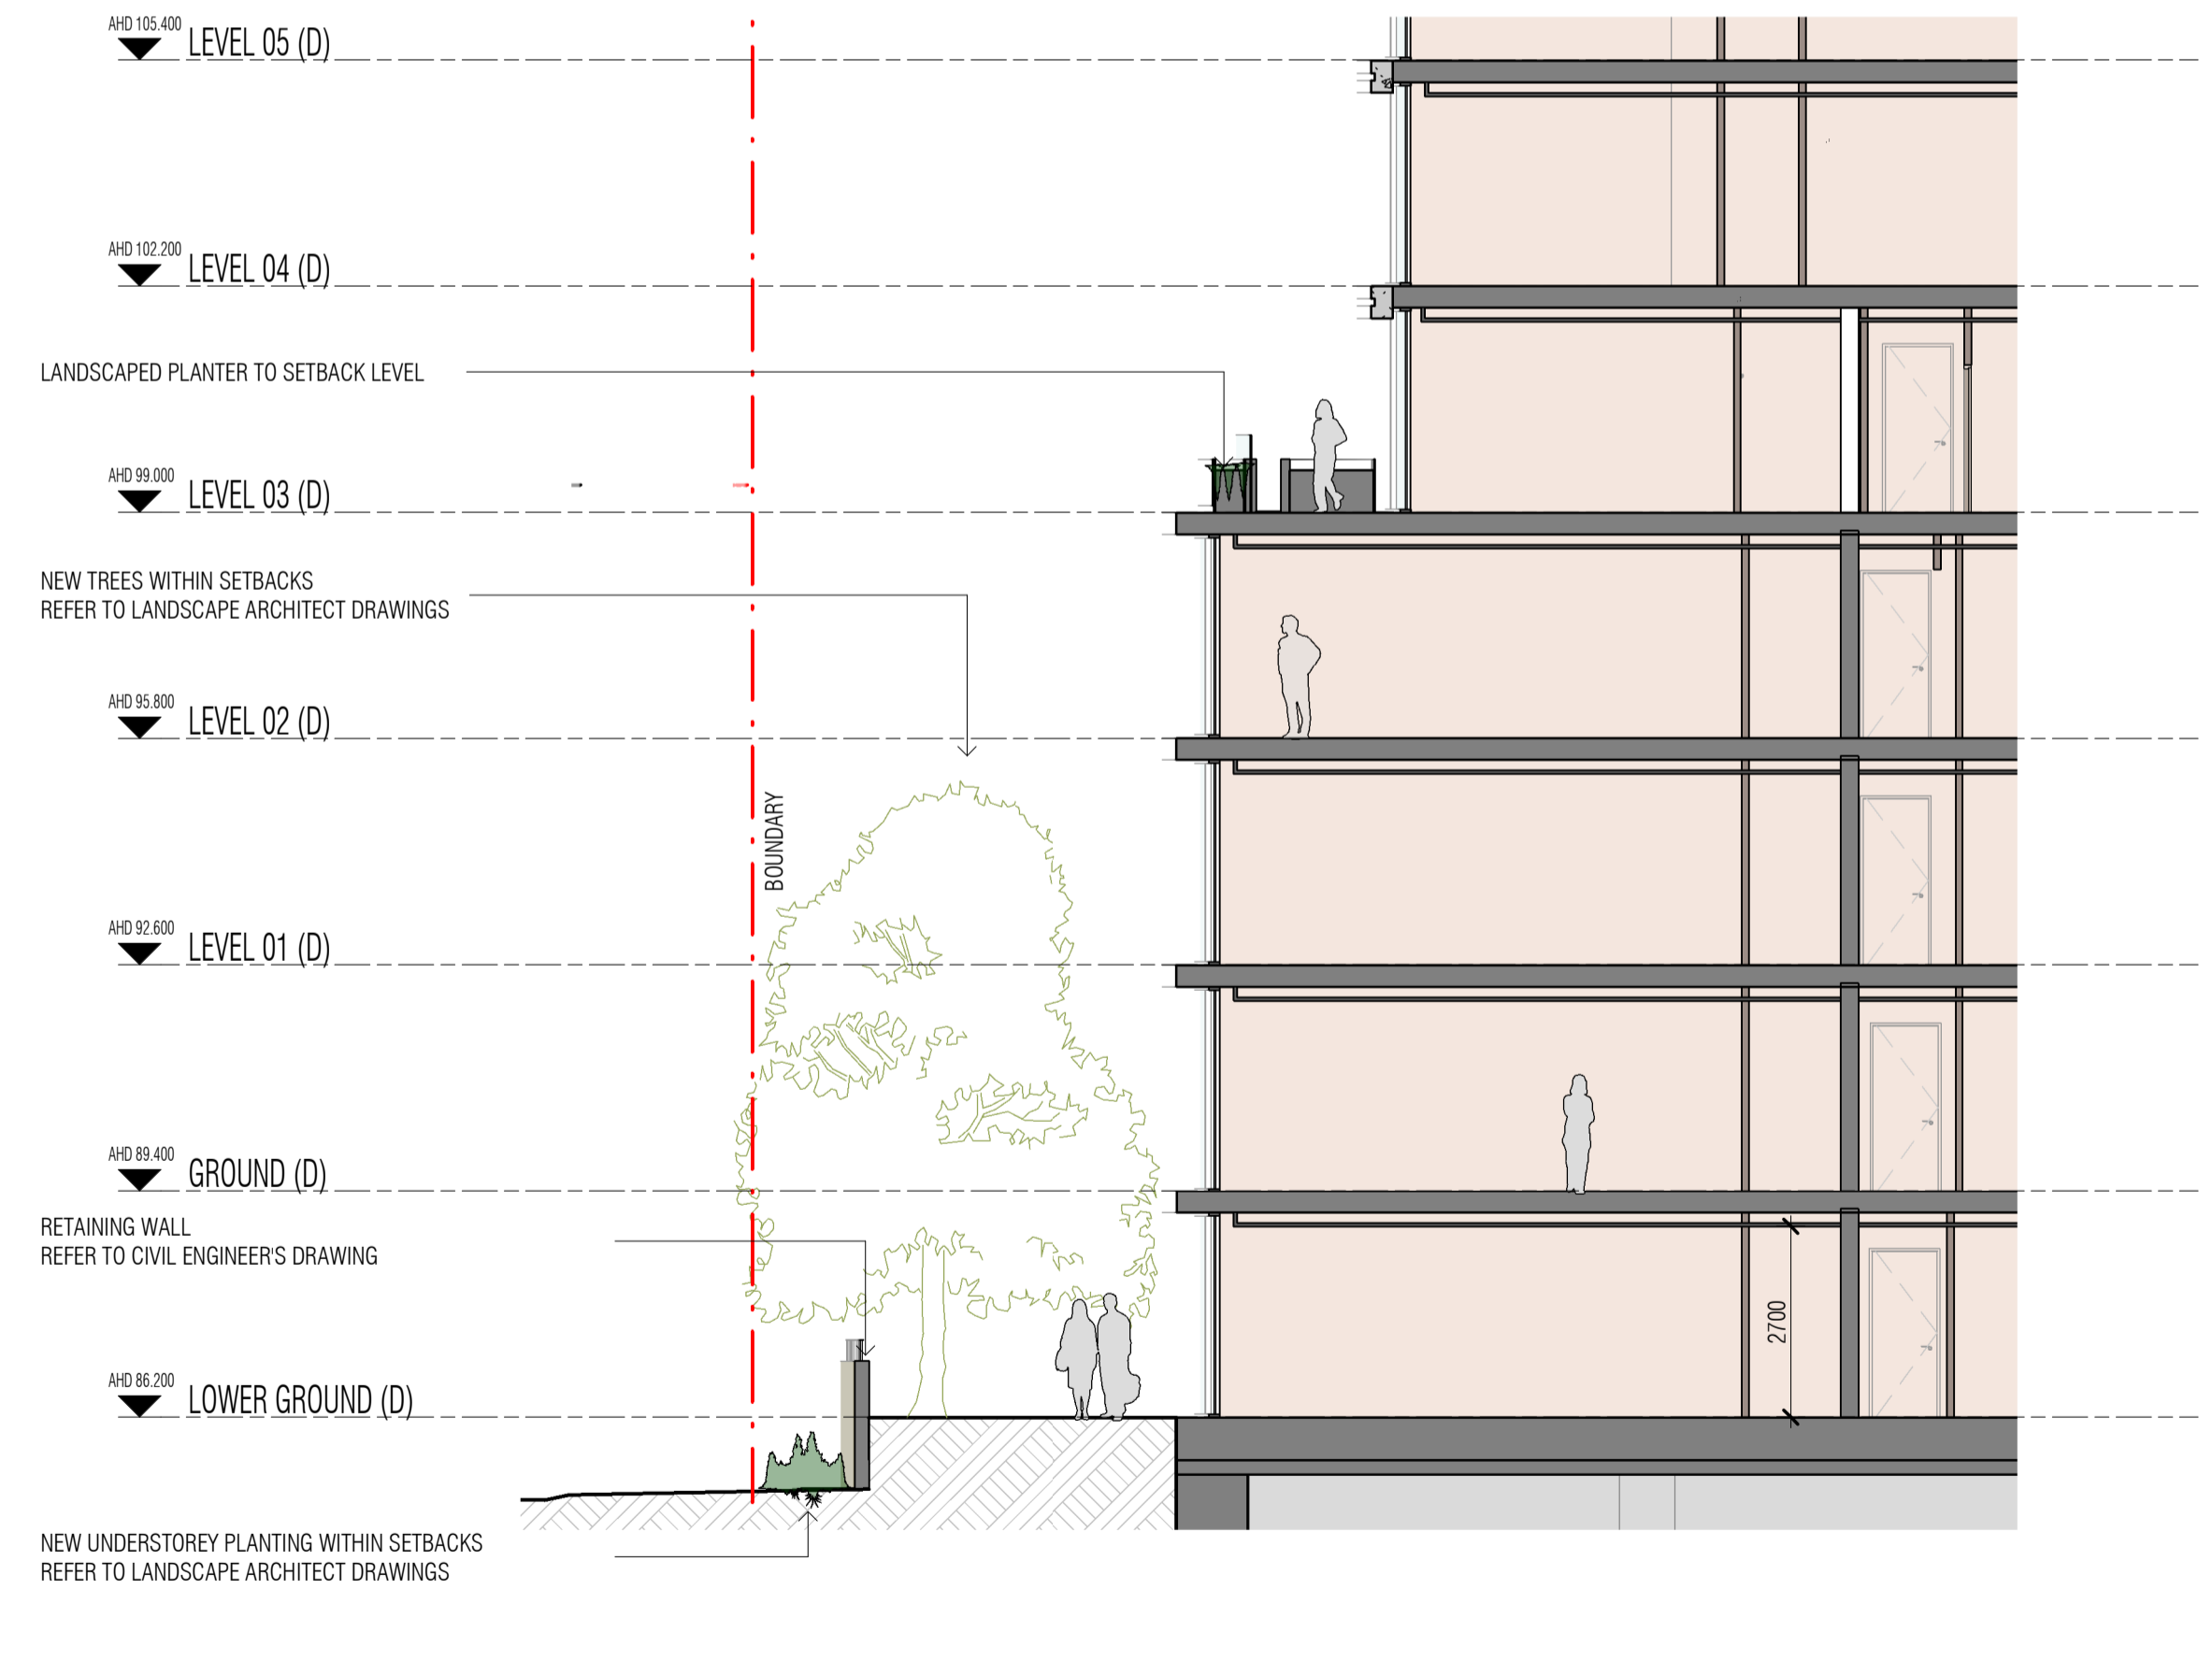 AHD 105.400
LEVEL 05 (D)
AHD 102.200
LEVEL 04 (D)
LANDSCAPED PLANTER TO SETBACK LEVEL
AHD 99.000
LEVEL 03 (D)
NEW TREES WITHIN SETBACKS
REFER TO LANDSCAPE ARCHITECT DRAWINGS
AHD 95.800
LEVEL 02 (D)
BOUNDARY
AHD 92.600
LEVEL 01 (D)
AHD 89.400
GROUND (D)
RETAINING WALL
REFER TO CIVIL ENGINEER'S DRAWING
2700
AHD 86.200
LOWER GROUND (D)
NEW UNDERSTOREY PLANTING WITHIN SETBACKS
REFER TO LANDSCAPE ARCHITECT DRAWINGS